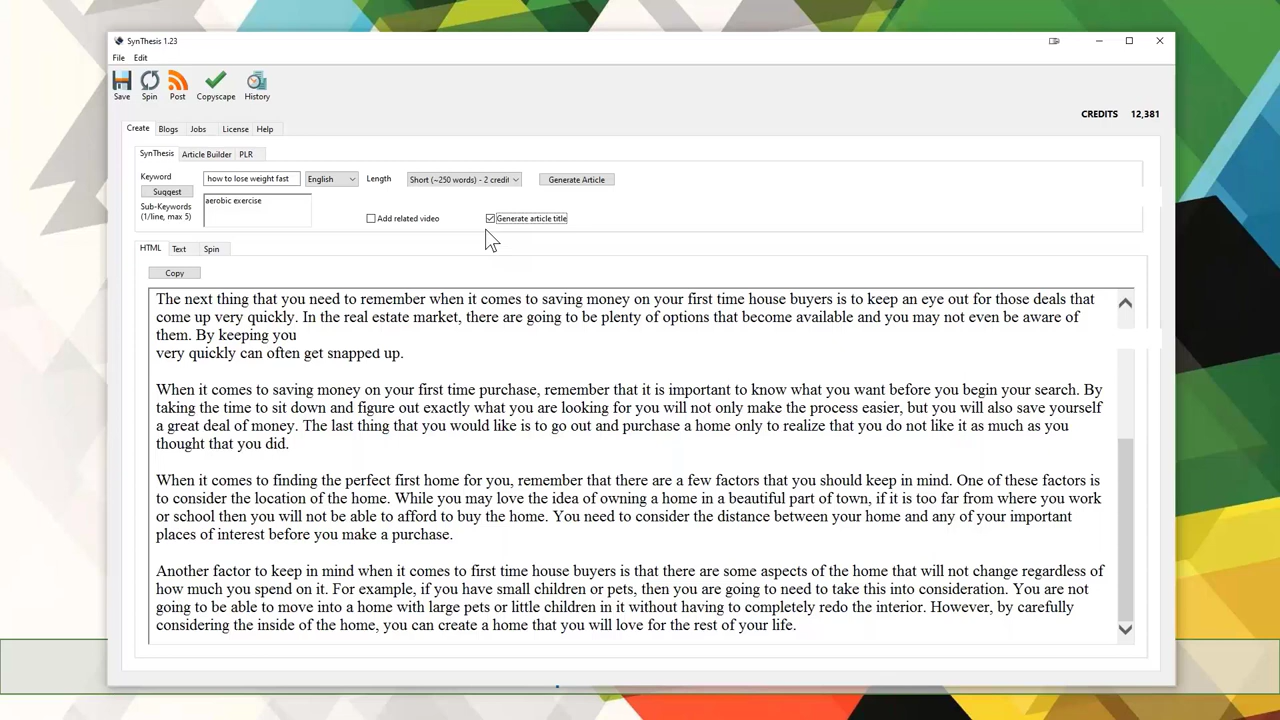 SynThesis 1.23
File Edit
Save Spin Post Copyscape History
CREDITS 12,381
Create Blogs Jobs License Help
SynThesis Article Builder PLR
Keyword how to lose weight fast English Length Short (~250 words) - 2 credit Generate Article
Suggest
Sub-Keywords
(1/line, max 5)
aerobic exercise
Add related video Generate article title
HTML Text Spin
Copy
The next thing that you need to remember when it comes to saving money on your first time house buyers is to keep an eye out for those deals that
come up very quickly. In the real estate market, there are going to be plenty of options that become available and you may not even be aware of
them. By keeping you
very quickly can often get snapped up.
When it comes to saving money on your first time purchase, remember that it is important to know what you want before you begin your search. By
taking the time to sit down and figure out exactly what you are looking for you will not only make the process easier, but you will also save yourself
a great deal of money. The last thing that you would like is to go out and purchase a home only to realize that you do not like it as much as you
thought that you did.
When it comes to finding the perfect first home for you, remember that there are a few factors that you should keep in mind. One of these factors is
to consider the location of the home. While you may love the idea of owning a home in a beautiful part of town, if it is too far from where you work
or school then you will not be able to afford to buy the home. You need to consider the distance between your home and any of your important
places of interest before you make a purchase.
Another factor to keep in mind when it comes to first time house buyers is that there are some aspects of the home that will not change regardless of
how much you spend on it. For example, if you have small children or pets, then you are going to need to take this into consideration. You are not
going to be able to move into a home with large pets or little children in it without having to completely redo the interior. However, by carefully
considering the inside of the home, you can create a home that you will love for the rest of your life.